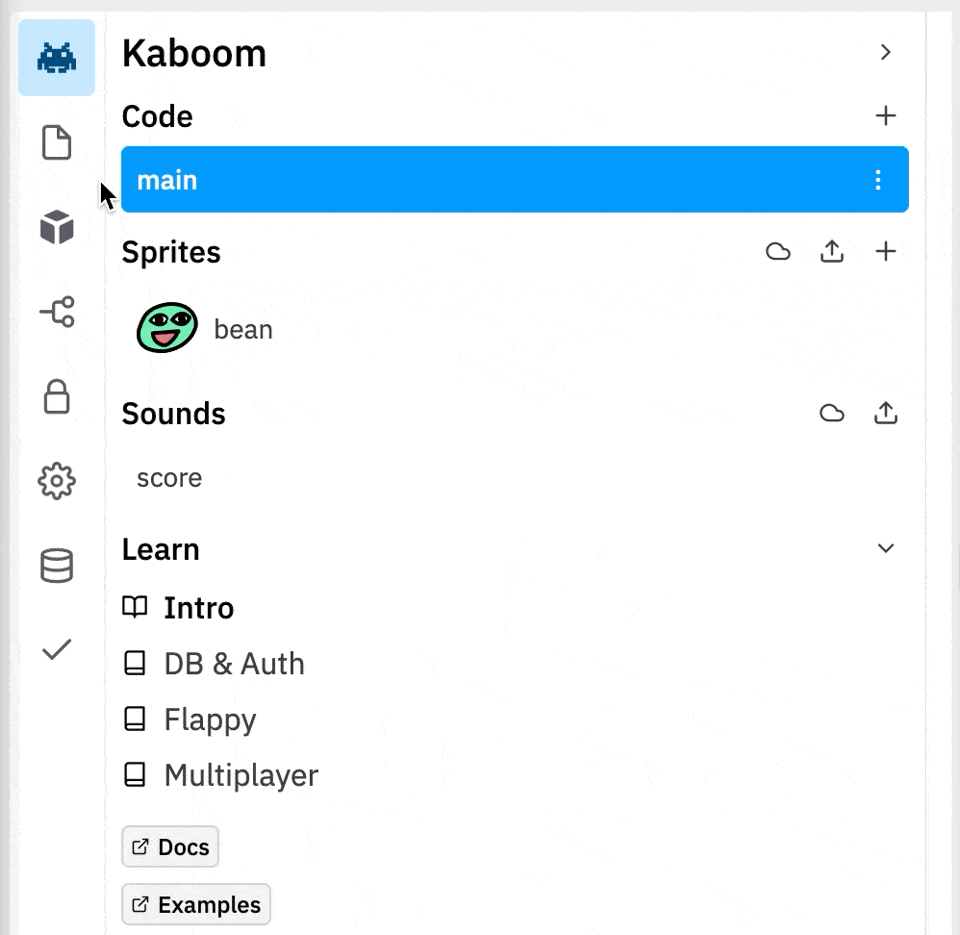 Kaboom
Code
main
Sprites
bean
Sounds
score
Learn
Intro
DB & Auth
Flappy
Multiplayer
Docs
Examples